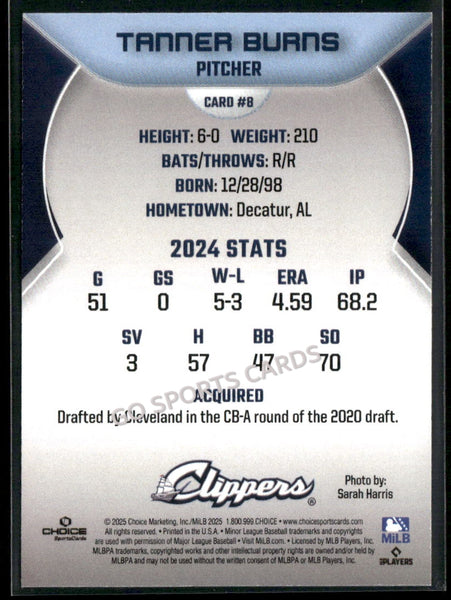 TANNER BURNS
PITCHER
CARD #8
HEIGHT: 6-0 WEIGHT: 210
BATS/THROWS: R/R
BORN: 12/28/98
HOMETOWN: Decatur, AL
2024 STATS
G GS W-L ERA IP
51 0 5-3 4.59 68.2
SV H BB SO
3 57 47 70
GO SPORTS CARDS
ACQUIRED
Drafted by Cleveland in the CB-A round of the 2020 draft.
Clippers®
Photo by:
Sarah Harris
CHOICE
SportsCards
© 2025 Choice Marketing, Inc./MiLB 2025 1.800.999.CHOICE • www.choicesportscards.com
All rights reserved. • Printed in the U.S.A. • Minor League Baseball trademarks and copyrights
are used with permission of Major League Baseball • Visit MiLB.com. • Licensed by MLB Players, Inc.
MLBPA trademarks, copyrighted works and other intellectual property rights are owned and/or held by
MLBPA and may not be used without the written consent of MLBPA or MLB Players, Inc.
MiLB
PLAYERS